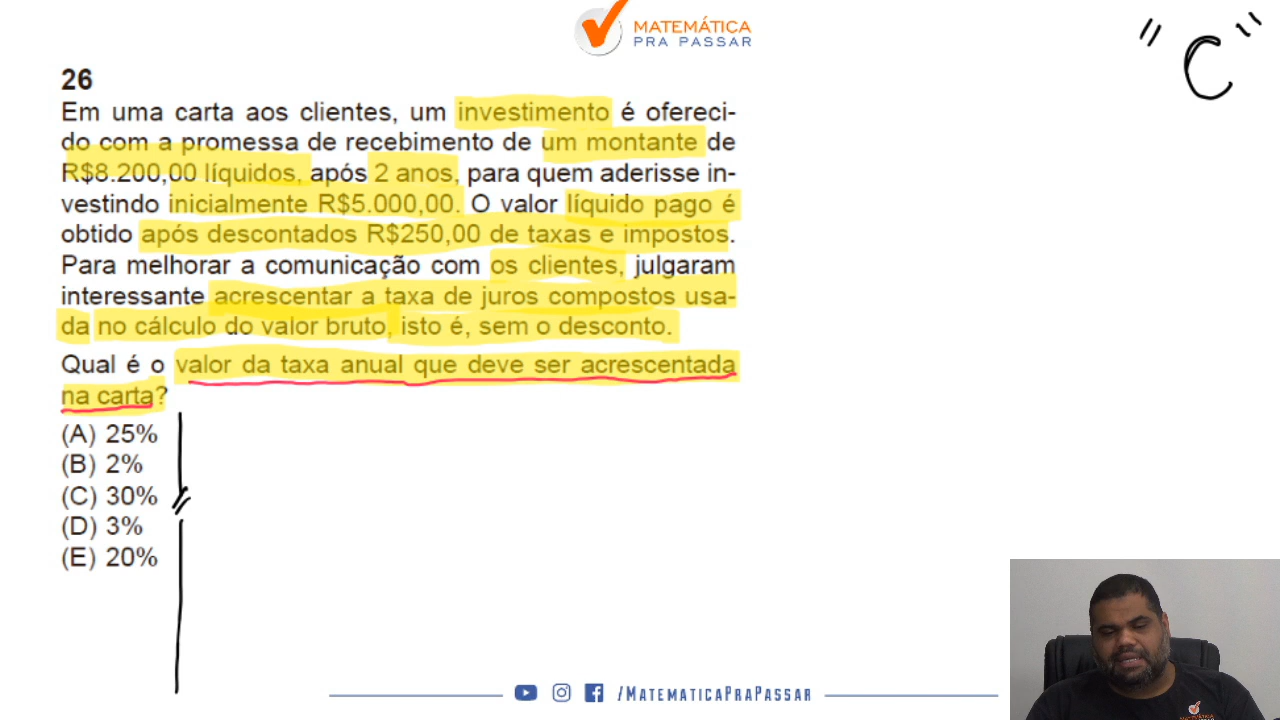 MATEMÁTICA
PRA PASSAR
"C"
26
Em uma carta aos clientes, um investimento é ofereci-
do com a promessa de recebimento de um montante de
R$8.200,00 líquidos, após 2 anos, para quem aderisse in-
vestindo inicialmente R$5.000,00. O valor líquido pago é
obtido após descontados R$250,00 de taxas e impostos.
Para melhorar a comunicação com os clientes, julgaram
interessante acrescentar a taxa de juros compostos usa-
da no cálculo do valor bruto, isto é, sem o desconto.
Qual é o valor da taxa anual que deve ser acrescentada
na carta?
(A) 25%
(B) 2%
(C) 30%
(D) 3%
(E) 20%
/MATEMATICAPRAPASSAR